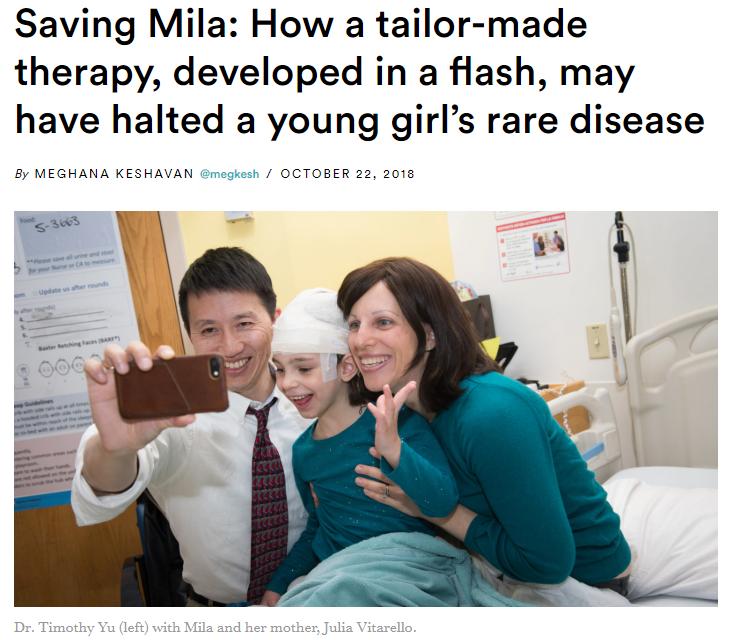 Saving Mila: How a tailor-made
therapy, developed in a flash, may
have halted a young girl’s rare disease
By MEGHANA KESHAVAN @megkesh / OCTOBER 22, 2018
Food:
5-3663
**Please save all urine and stool
for your Nurse or CA to measure.
Update us after rounds
Baxter Retching Faces (BARF)
Guidelines
Dr. Timothy Yu (left) with Mila and her mother, Julia Vitarello.